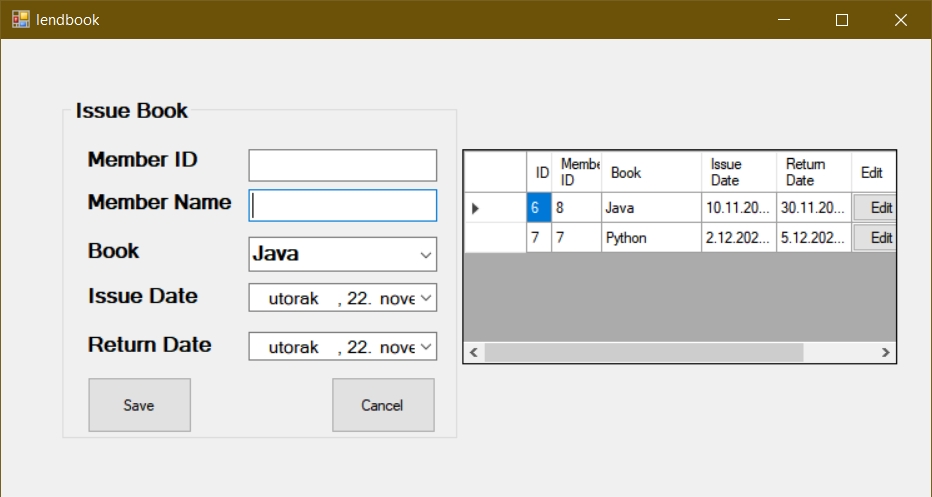 lendbook
Issue Book
Member ID
Member Name
Book
Java
Issue Date
utorak , 22. nove
Return Date
utorak , 22. nove
Save
Cancel
ID Membe ID Book Issue Date Return Date Edit
6 8 Java 10.11.20... 30.11.20... Edit
7 7 Python 2.12.202... 5.12.202... Edit